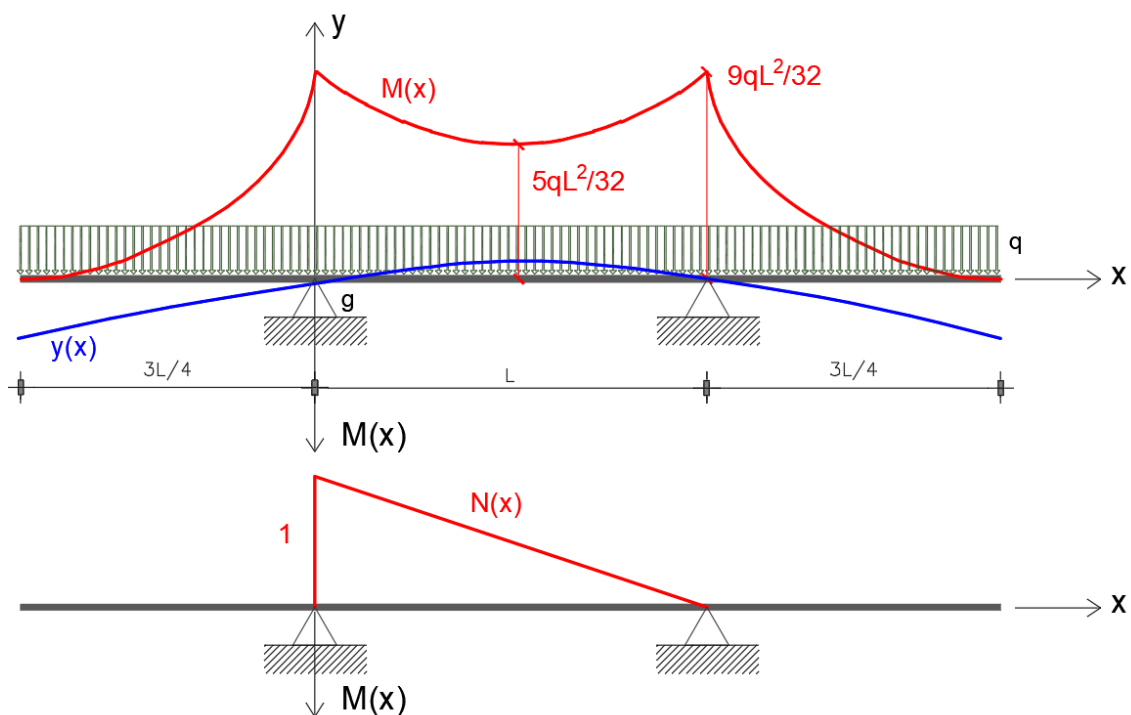 y
M(x)
9qL²/32
5qL²/32
q
x
g
y(x)
3L/4
L
3L/4
M(x)
N(x)
1
x
M(x)